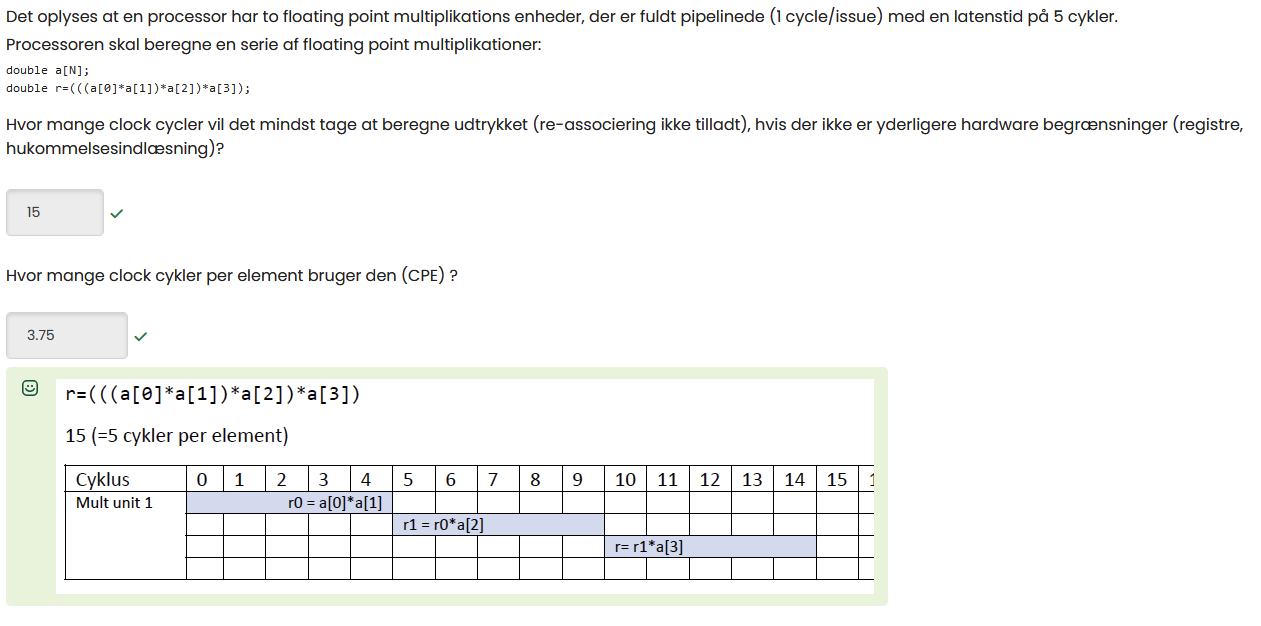 Det oplyses at en processor har to floating point multiplikations enheder, der er fuldt pipelinede (1 cycle/issue) med en latenstid på 5 cykler.
Processoren skal beregne en serie af floating point multiplikationer:
double a[N];
double r=(((a[0]*a[1])*a[2])*a[3]);
Hvor mange clock cycler vil det mindst tage at beregne udtrykket (re-associering ikke tilladt), hvis der ikke er yderligere hardware begrænsninger (registre,
hukommelsesindlæsning)?
15
Hvor mange clock cykler per element bruger den (CPE) ?
3.75
r=(((a[0]*a[1])*a[2])*a[3])
15 (=5 cykler per element)
Cyklus 0 1 2 3 4 5 6 7 8 9 10 11 12 13 14 15
Mult unit 1 r0 = a[0]*a[1]
r1 = r0*a[2]
r= r1*a[3]